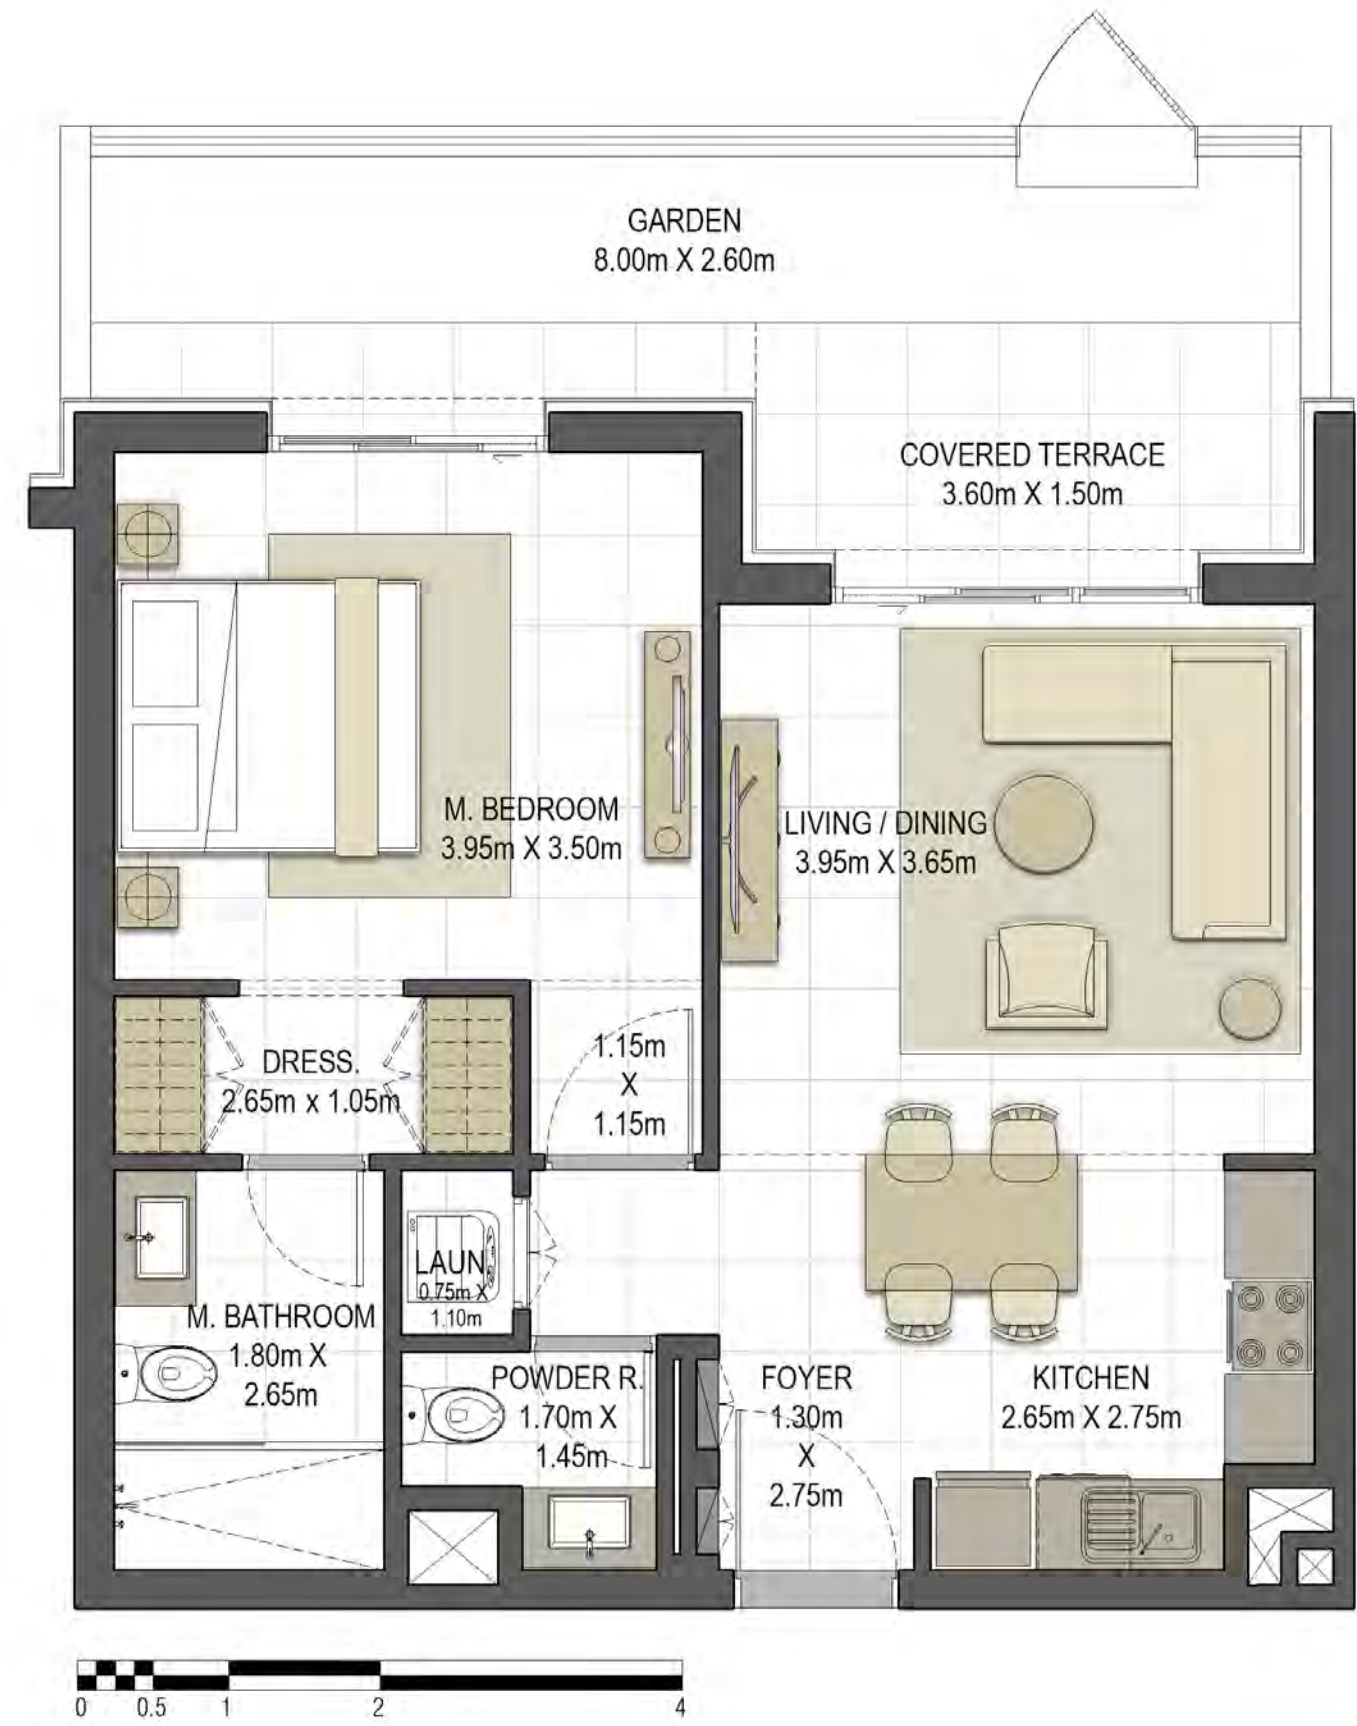 GARDEN
8.00m X 2.60m
COVERED TERRACE
3.60m X 1.50m
M. BEDROOM
3.95m X 3.50m
LIVING / DINING
3.95m X 3.65m
DRESS.
2.65m x 1.05m
1.15m
X
1.15m
LAUN.
0.75m X
1.10m
M. BATHROOM
1.80m X
2.65m
POWDER R.
1.70m X
1.45m
FOYER
1.30m
X
2.75m
KITCHEN
2.65m X 2.75m
0 0.5 1 2 4